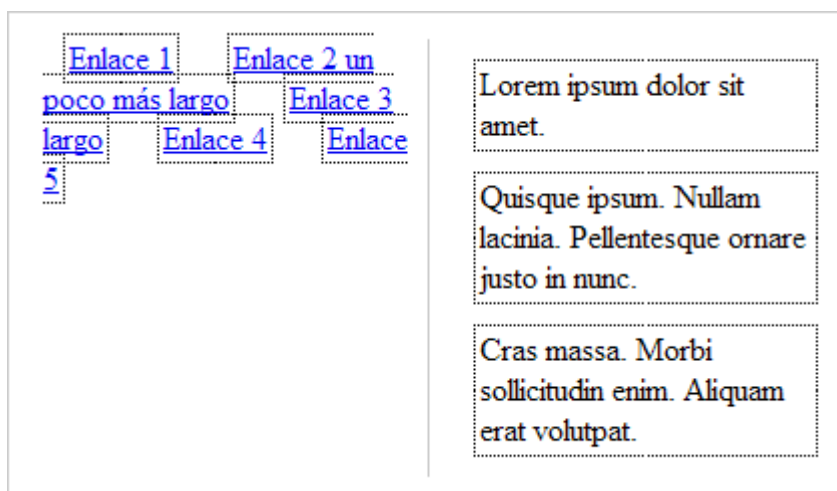 Enlace 1 Enlace 2 un
poco más largo Enlace 3
largo Enlace 4 Enlace
5
Lorem ipsum dolor sit
amet.
Quisque ipsum. Nullam
lacinia. Pellentesque ornare
justo in nunc.
Cras massa. Morbi
sollicitudin enim. Aliquam
erat volutpat.